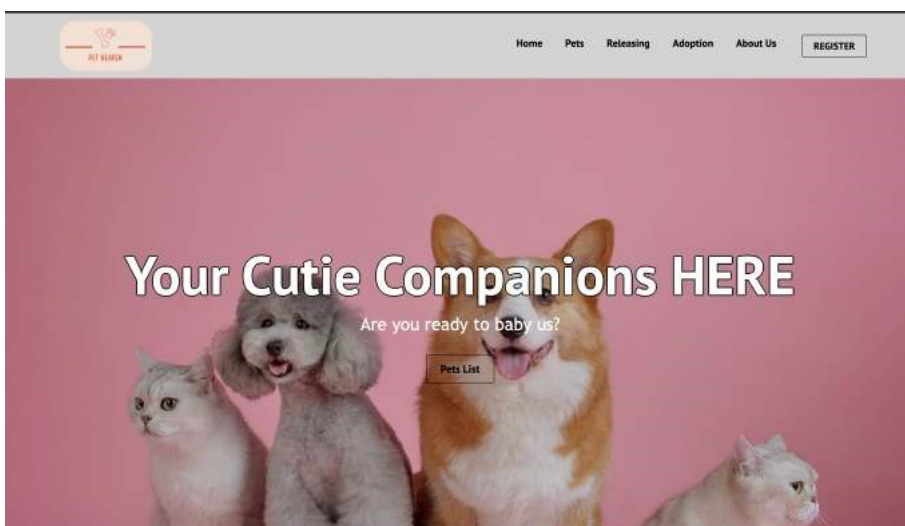 PET HEAVEN
Home Pets Releasing Adoption About Us REGISTER
Your Cutie Companions HERE
Are you ready to baby us?
Pets List